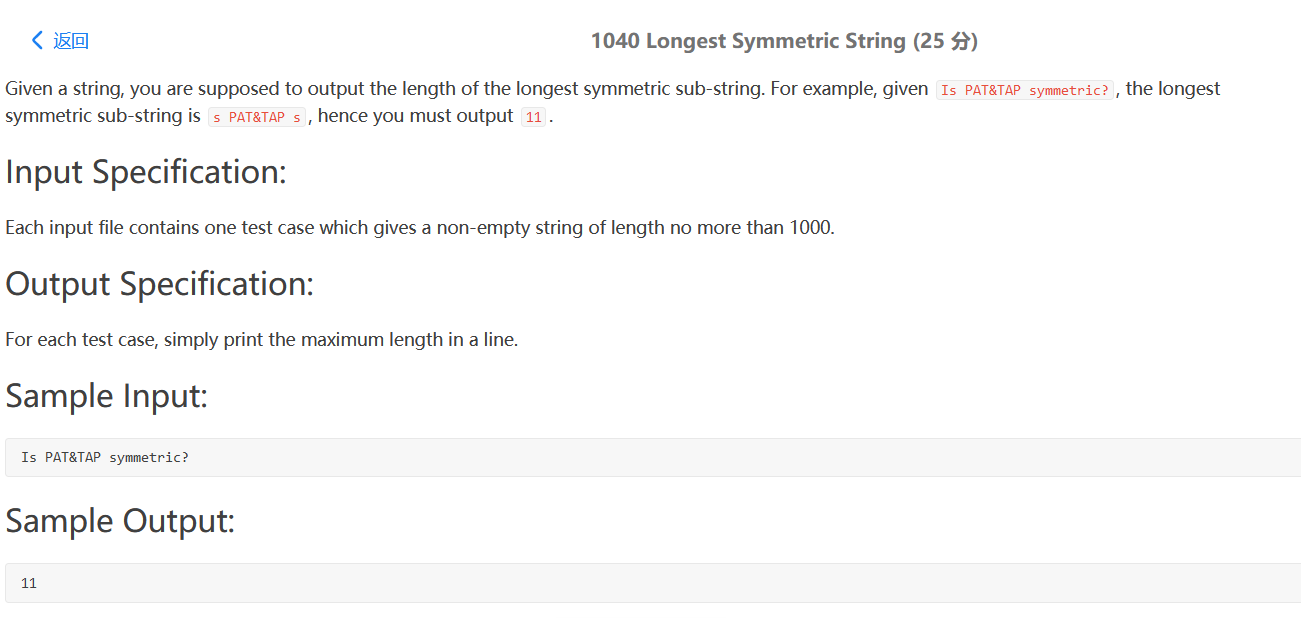 返回
1040 Longest Symmetric String (25 分)
Given a string, you are supposed to output the length of the longest symmetric sub-string. For example, given Is PAT&TAP symmetric?, the longest
symmetric sub-string is s PAT&TAP s, hence you must output 11.
Input Specification:
Each input file contains one test case which gives a non-empty string of length no more than 1000.
Output Specification:
For each test case, simply print the maximum length in a line.
Sample Input:
Is PAT&TAP symmetric?
Sample Output:
11